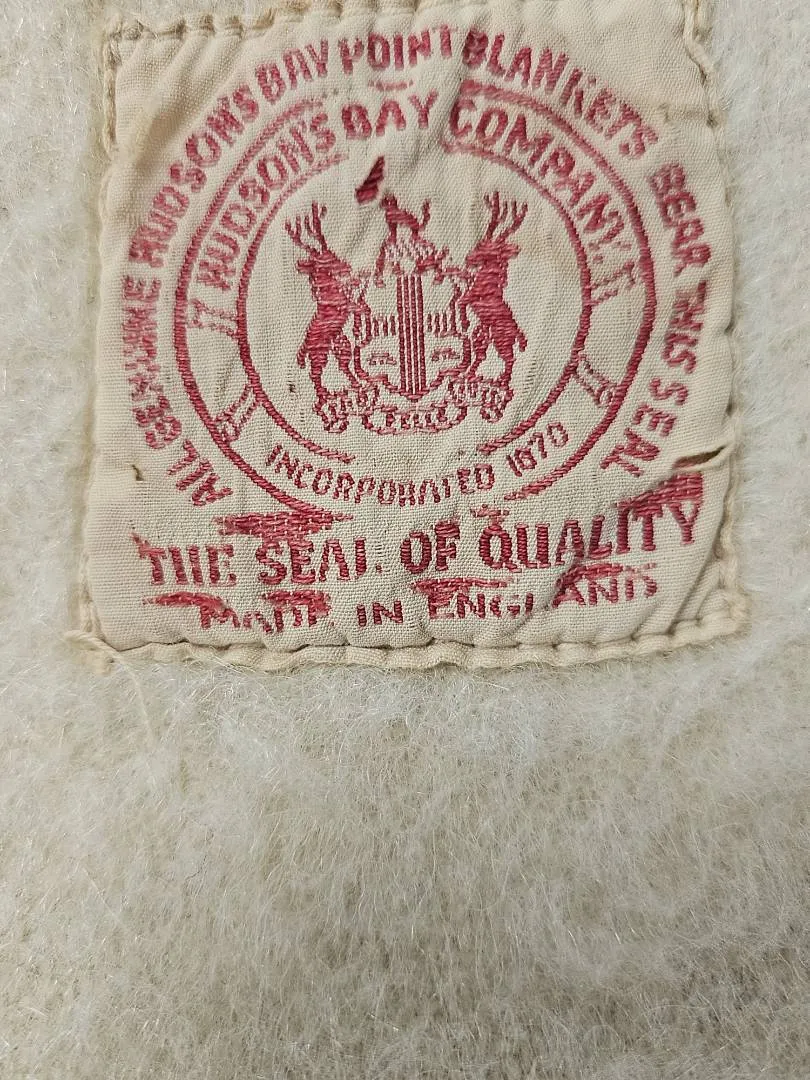 ALL GENUINE HUDSON'S BAY POINT BLANKETS BEAR THIS SEAL
HUDSON'S BAY COMPANY.
INCORPORATED 1670
THE SEAL OF QUALITY
MADE IN ENGLAND